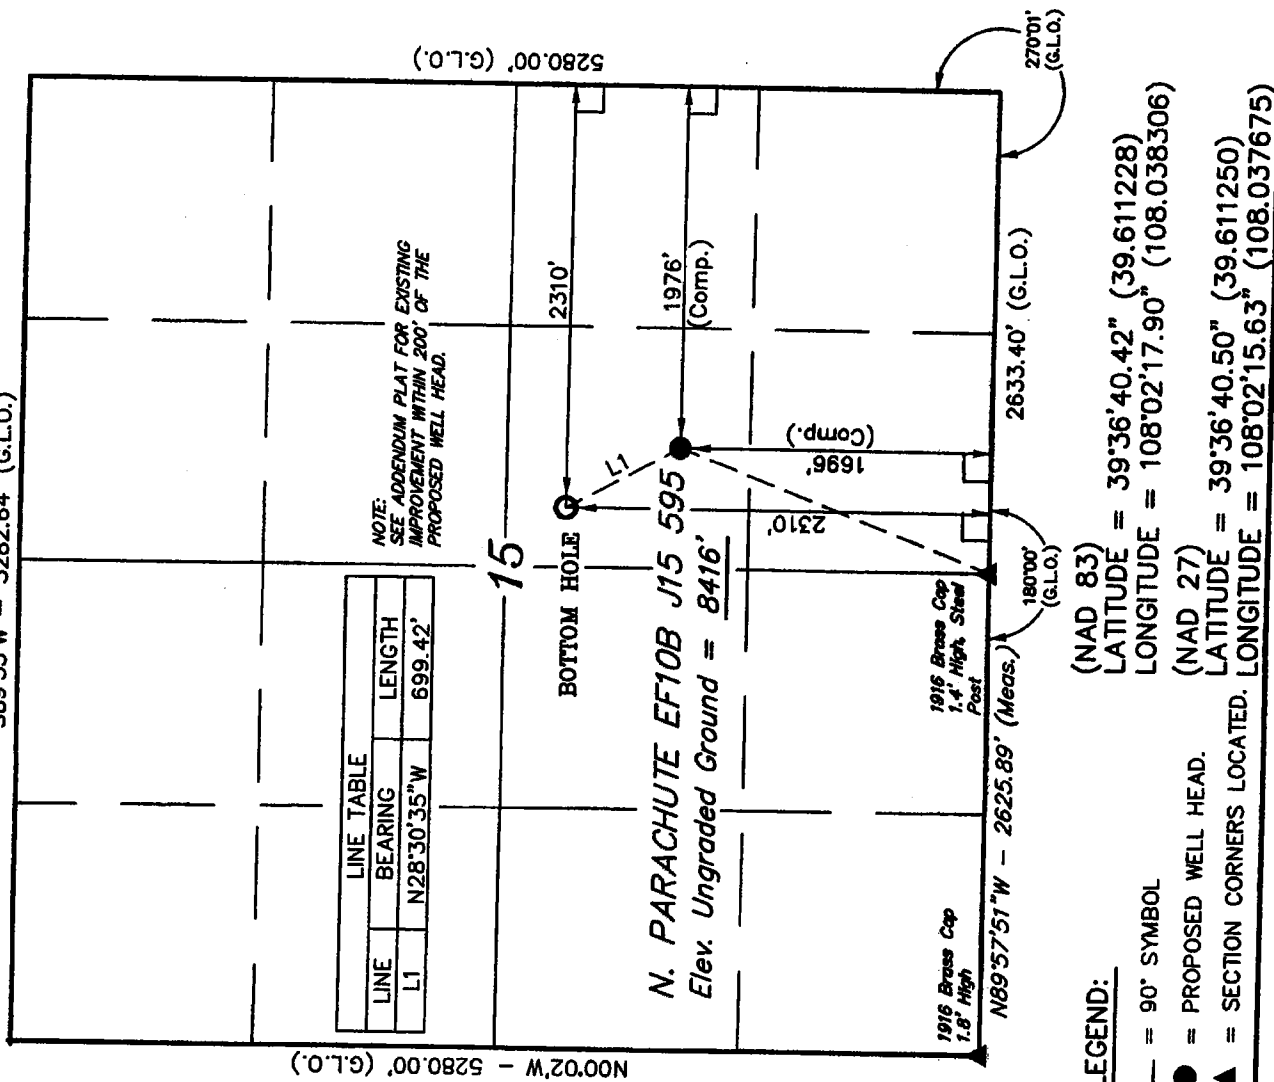 S89°55'W - 5282.64' (G.L.O.)
5280.00' (G.L.O.)
270°01'
(G.L.O.)
NOTE:
SEE ADDENDUM PLAT FOR EXISTING
IMPROVEMENT WITHIN 200' OF THE
PROPOSED WELL HEAD.
LINE TABLE
LINE BEARING LENGTH
L1 N28°30'35"W 699.42'
15
2310'
BOTTOM HOLE
L1
1976'
(Comp.)
N. PARACHUTE EF10B J15 595
Elev. Ungraded Ground = 8416'
1696'
(Comp.)
2310'
N00°02'W - 5280.00' (G.L.O.)
1916 Brass Cap
1.8' High
1916 Brass Cap
1.4' High, Steel
Post
N89°57'51"W - 2625.89' (Meas.)
180°00'
(G.L.O.)
2633.40' (G.L.O.)
LEGEND:
= 90° SYMBOL
= PROPOSED WELL HEAD.
= SECTION CORNERS LOCATED.
(NAD 83)
LATITUDE = 39°36'40.42" (39.611228)
LONGITUDE = 108°02'17.90" (108.038306)
(NAD 27)
LATITUDE = 39°36'40.50" (39.611250)
LONGITUDE = 108°02'15.63" (108.037675)